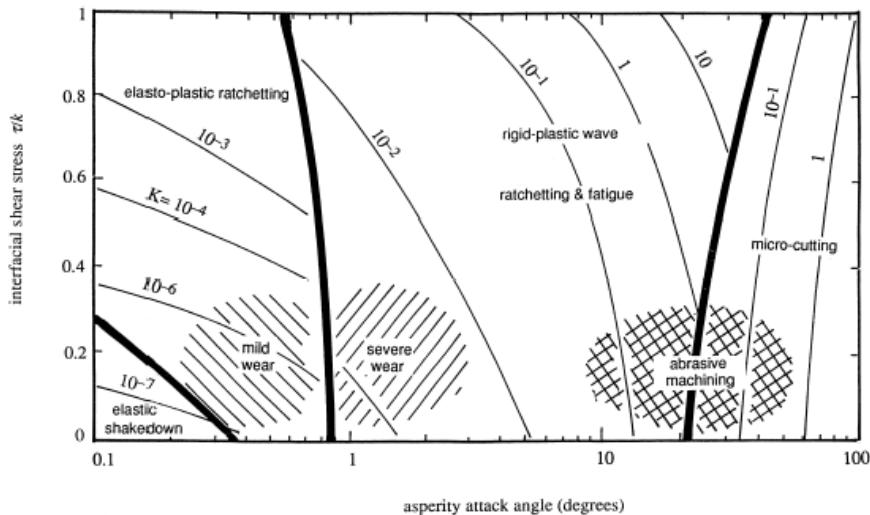 1
0.8
0.6
0.4
0.2
0
0.1
1
10
100
interfacial shear stress τ/k
asperity attack angle (degrees)
elasto-plastic ratchetting
10–3
K= 10–4
10–6
10–7
elastic
shakedown
mild
wear
severe
wear
10–2
10–1
1
10
rigid-plastic wave
ratchetting & fatigue
abrasive
machining
10–1
1
micro-cutting